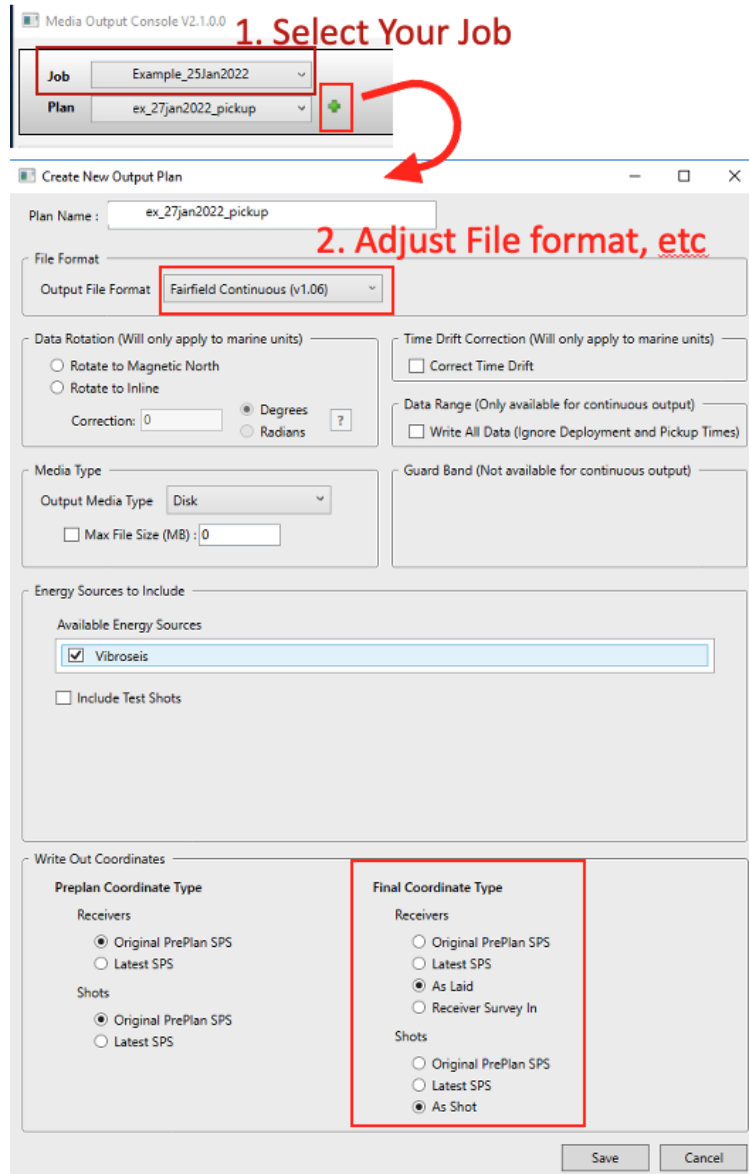 Media Output Console V2.1.0.0
1. Select Your Job
Job Example_25Jan2022
Plan ex_27jan2022_pickup
Create New Output Plan
Plan Name : ex_27jan2022_pickup
2. Adjust File format, etc
File Format
Output File Format Fairfield Continuous (v1.06)
Data Rotation (Will only apply to marine units)
Rotate to Magnetic North
Rotate to Inline
Correction: 0 Degrees
Radians
?
Time Drift Correction (Will only apply to marine units)
Correct Time Drift
Data Range (Only available for continuous output)
Write All Data (Ignore Deployment and Pickup Times)
Media Type
Output Media Type Disk
Max File Size (MB) : 0
Guard Band (Not available for continuous output)
Energy Sources to Include
Available Energy Sources
Vibroseis
Include Test Shots
Write Out Coordinates
Preplan Coordinate Type
Receivers
Original PrePlan SPS
Latest SPS
Shots
Original PrePlan SPS
Latest SPS
Final Coordinate Type
Receivers
Original PrePlan SPS
Latest SPS
As Laid
Receiver Survey In
Shots
Original PrePlan SPS
Latest SPS
As Shot
Save Cancel